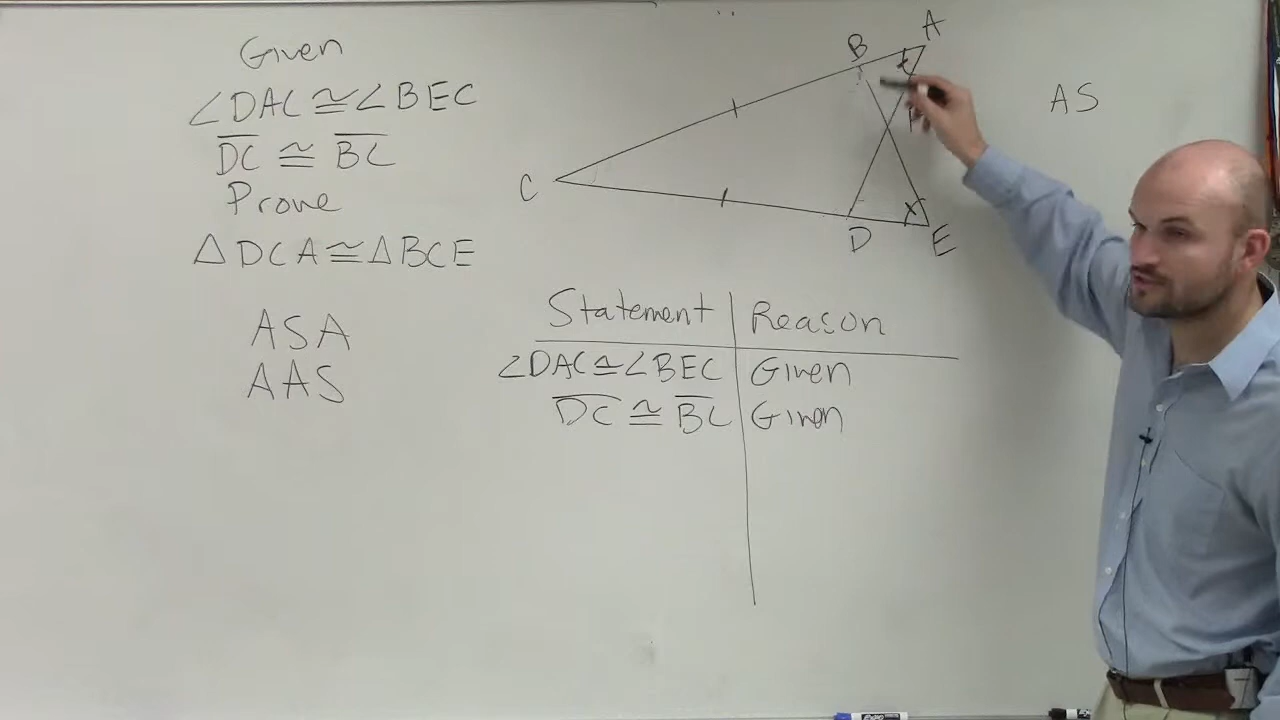 Given
∠DAC ≅ ∠BEC
DC ≅ BC
Prove
△DCA ≅ △BCE
ASA
AAS
A
B
C
D
E
AS
Statement Reason
∠DAC ≅ ∠BEC Given
DC ≅ BC Given